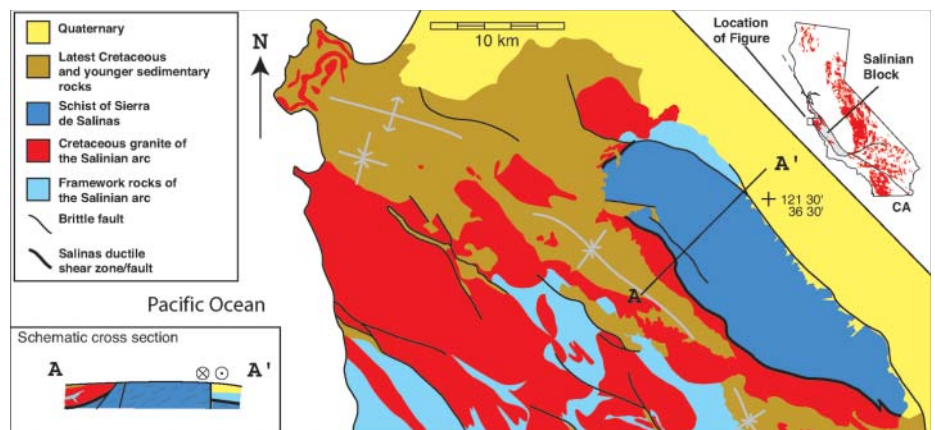 Quaternary
Latest Cretaceous
and younger sedimentary
rocks
Schist of Sierra
de Salinas
Cretaceous granite of
the Salinian arc
Framework rocks of
the Salinian arc
Brittle fault
Salinas ductile
shear zone/fault
N
10 km
Location
of Figure
Salinian
Block
CA
A'
121 30'
36 30'
A
Pacific Ocean
Schematic cross section
A
A'